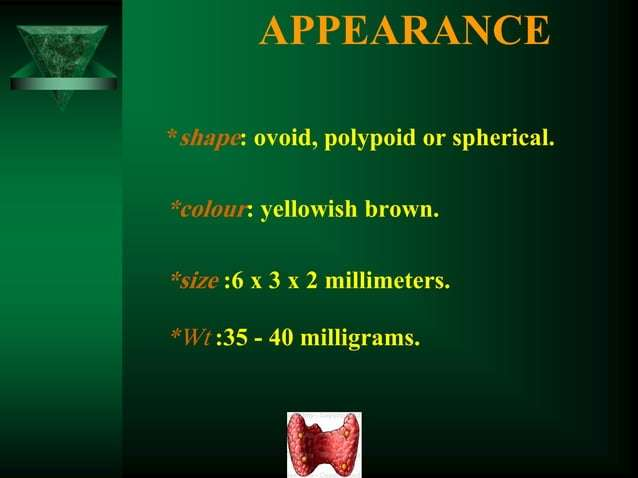 APPEARANCE
*shape: ovoid, polypoid or spherical.
*colour: yellowish brown.
*size :6 x 3 x 2 millimeters.
*Wt :35 - 40 milligrams.